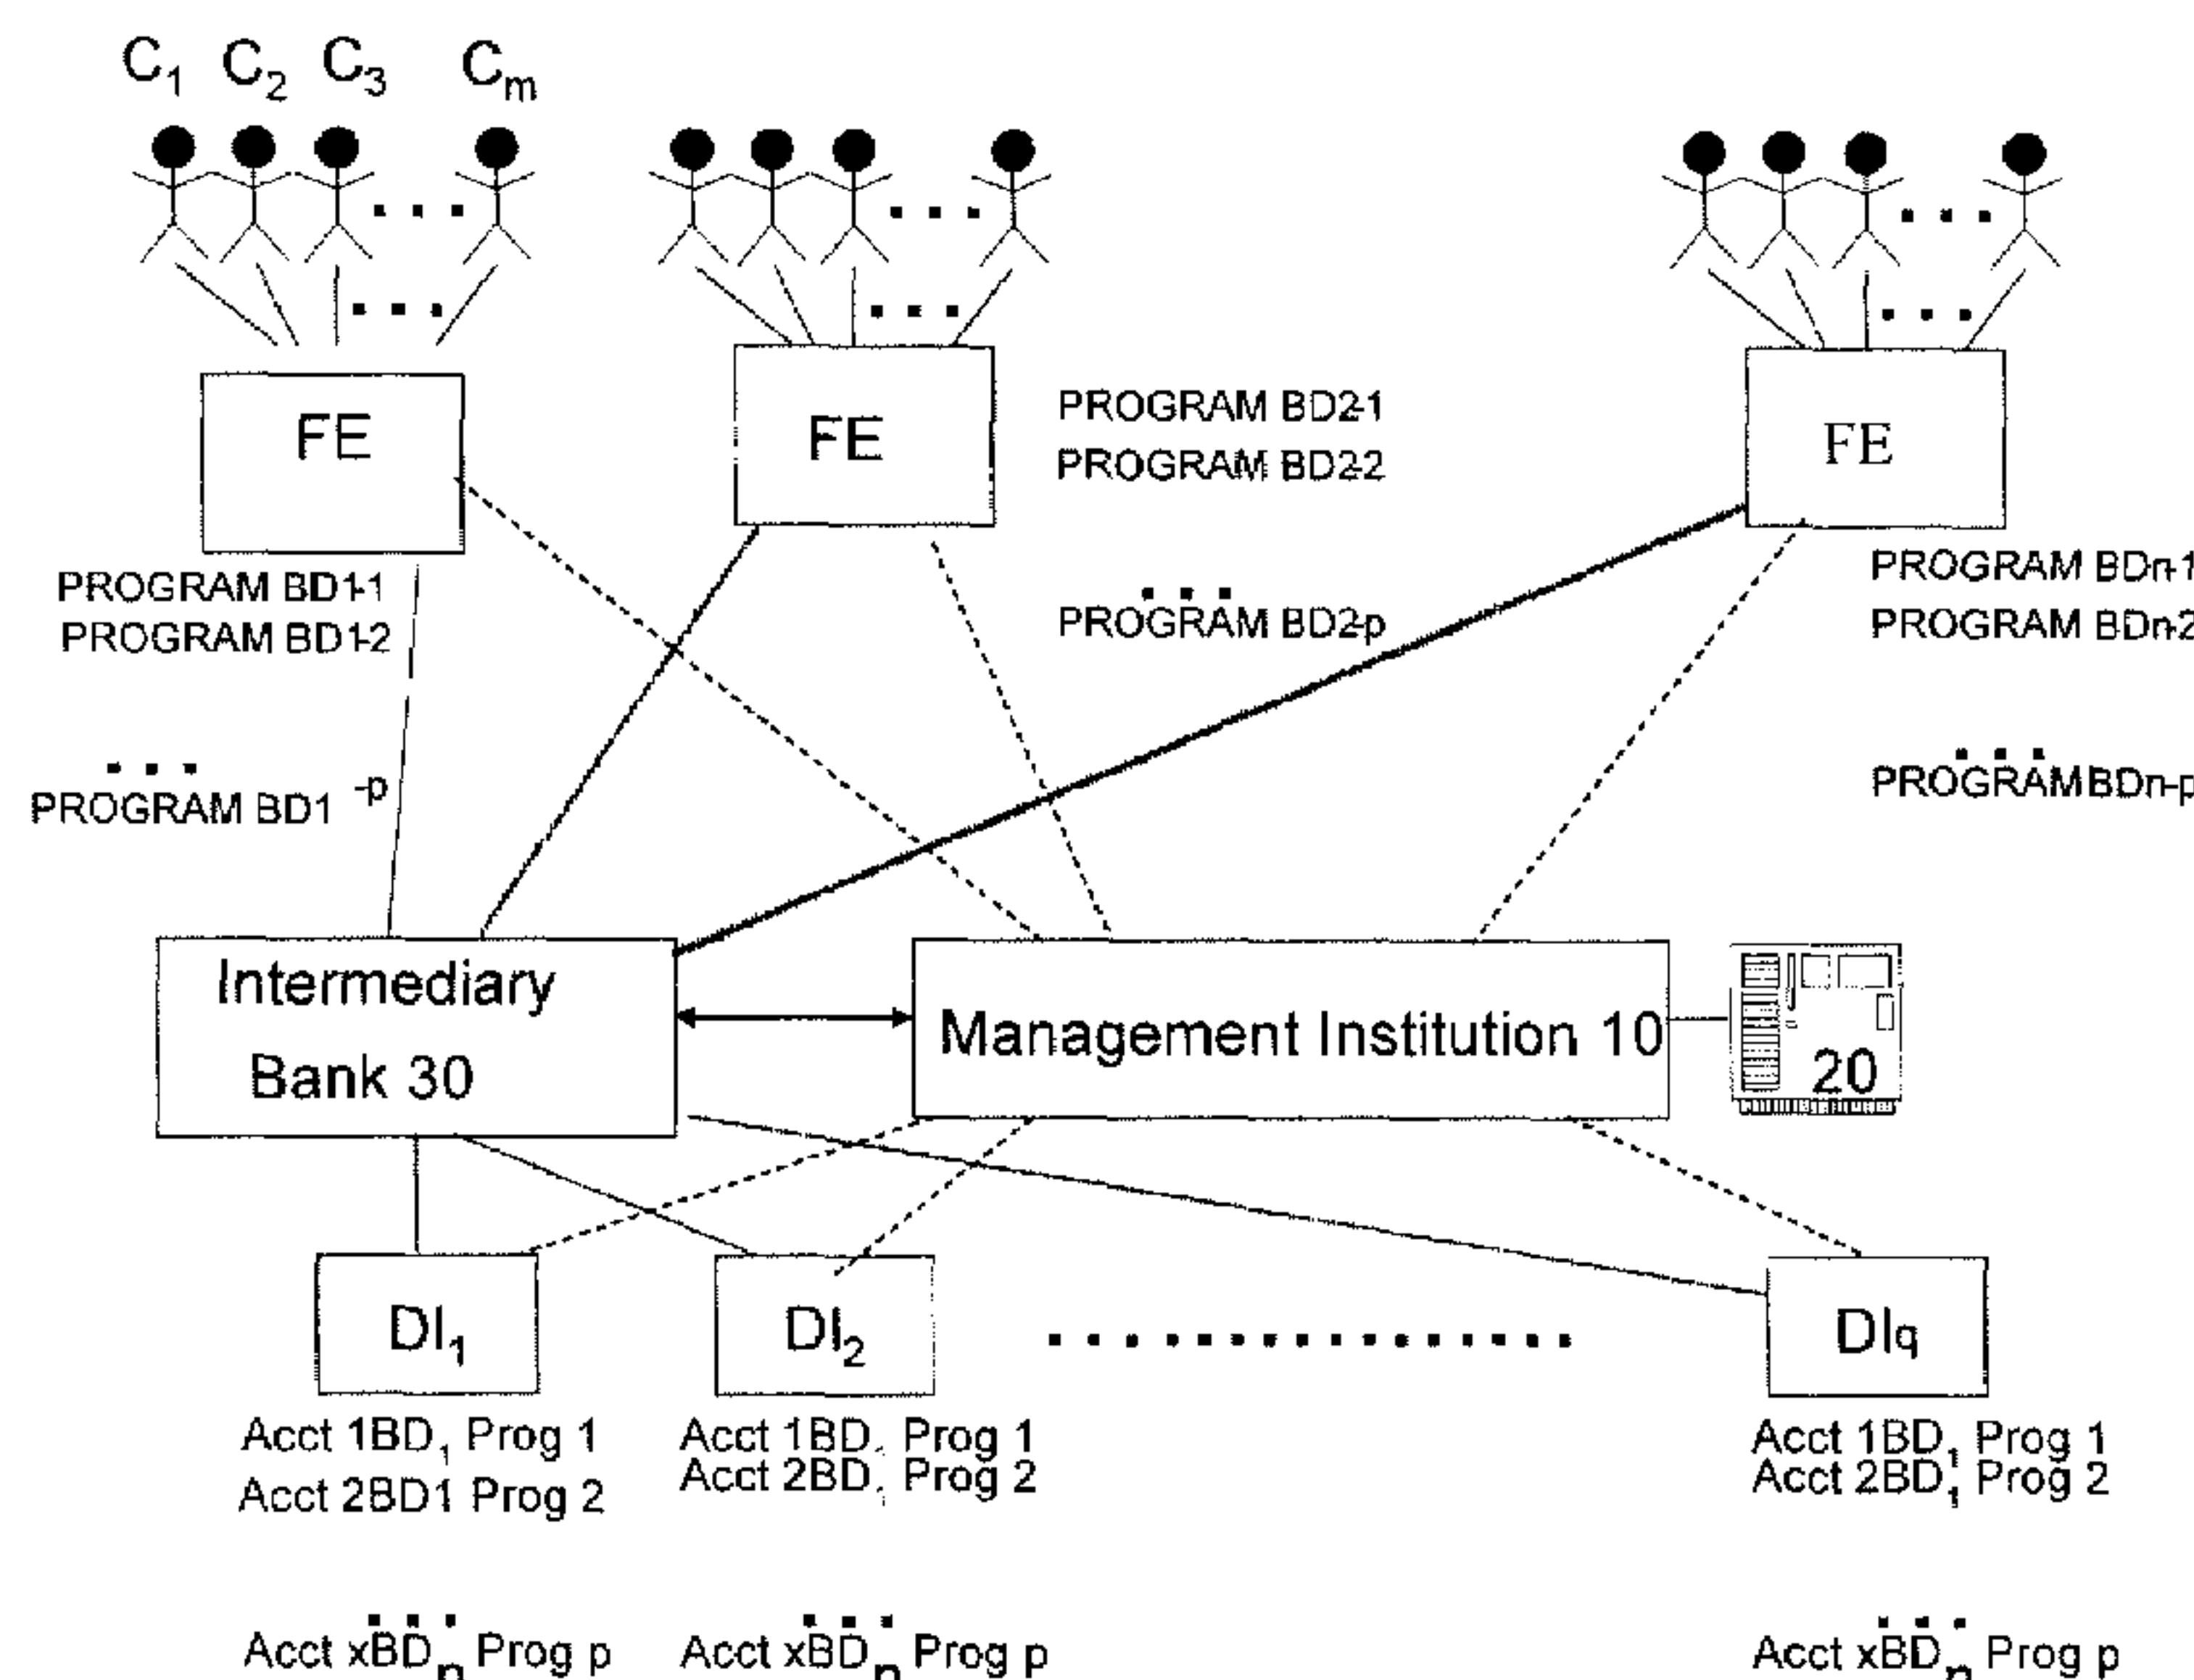 C1 C2 C3 Cm
FE
FE
FE
PROGRAM BD2-1
PROGRAM BD2-2
PROGRAM BD2-p
PROGRAM BD1-1
PROGRAM BD1-2
PROGRAM BD1 -p
PROGRAM BDn-1
PROGRAM BDn-2
PROGRAMBDn-p
Intermediary
Bank 30
Management Institution 10
20
DI1
DI2
DIq
Acct 1BD1 Prog 1
Acct 2BD1 Prog 2
Acct xBDn Prog p
Acct 1BD1 Prog 1
Acct 2BD1 Prog 2
Acct xBDn Prog p
Acct 1BD1 Prog 1
Acct 2BD1 Prog 2
Acct xBDn Prog p